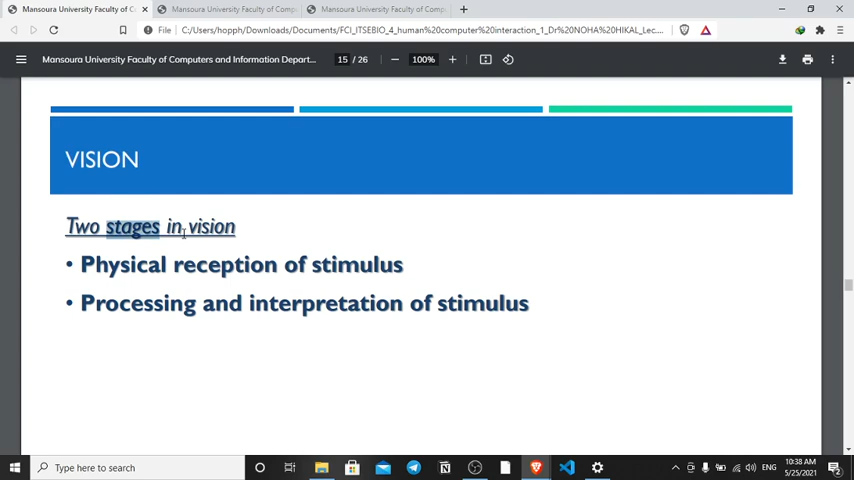 Mansoura University Faculty of C
Mansoura University Faculty of Comp
Mansoura University Faculty of Comp
File
C:/Users/hopph/Downloads/Documents/FCI_ITSEBIO_4_human%20computer%20interaction_1_Dr%20NOHA%20HIKAL_Lec...
Mansoura University Faculty of Computers and Information Depart...
15 / 26
100%
VISION
Two stages in vision
• Physical reception of stimulus
• Processing and interpretation of stimulus
Type here to search
ENG
10:38 AM
5/25/2021
2